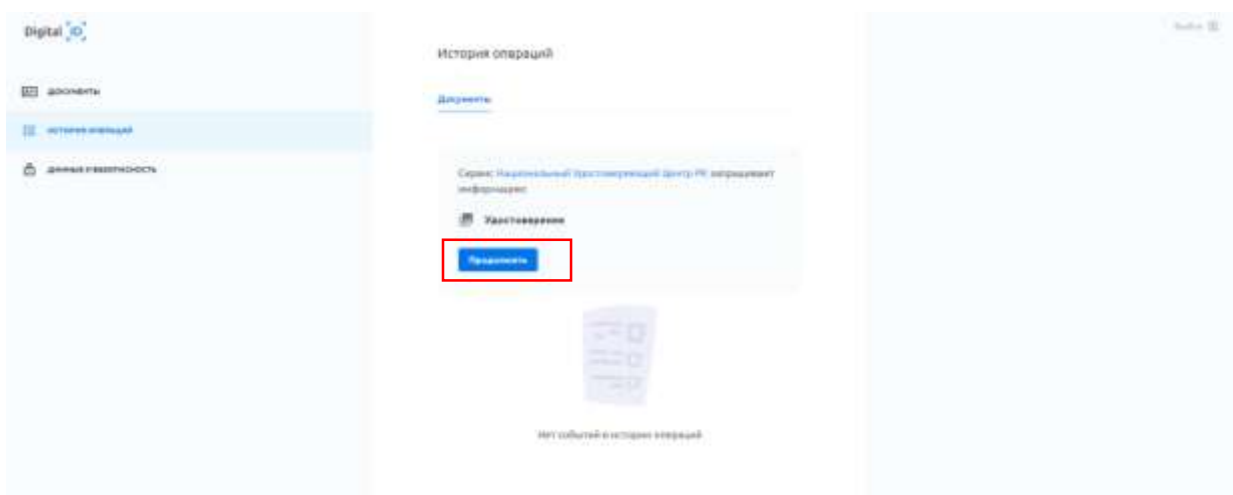 Digital ID
Выйти
История операций
ДОКУМЕНТЫ
Документы
ИСТОРИЯ ОПЕРАЦИЙ
ДАННЫЕ И БЕЗОПАСНОСТЬ
Сервис Национальный Удостоверяющий Центр РК запрашивает
информацию:
Удостоверение
Продолжить
Нет событий в истории операций